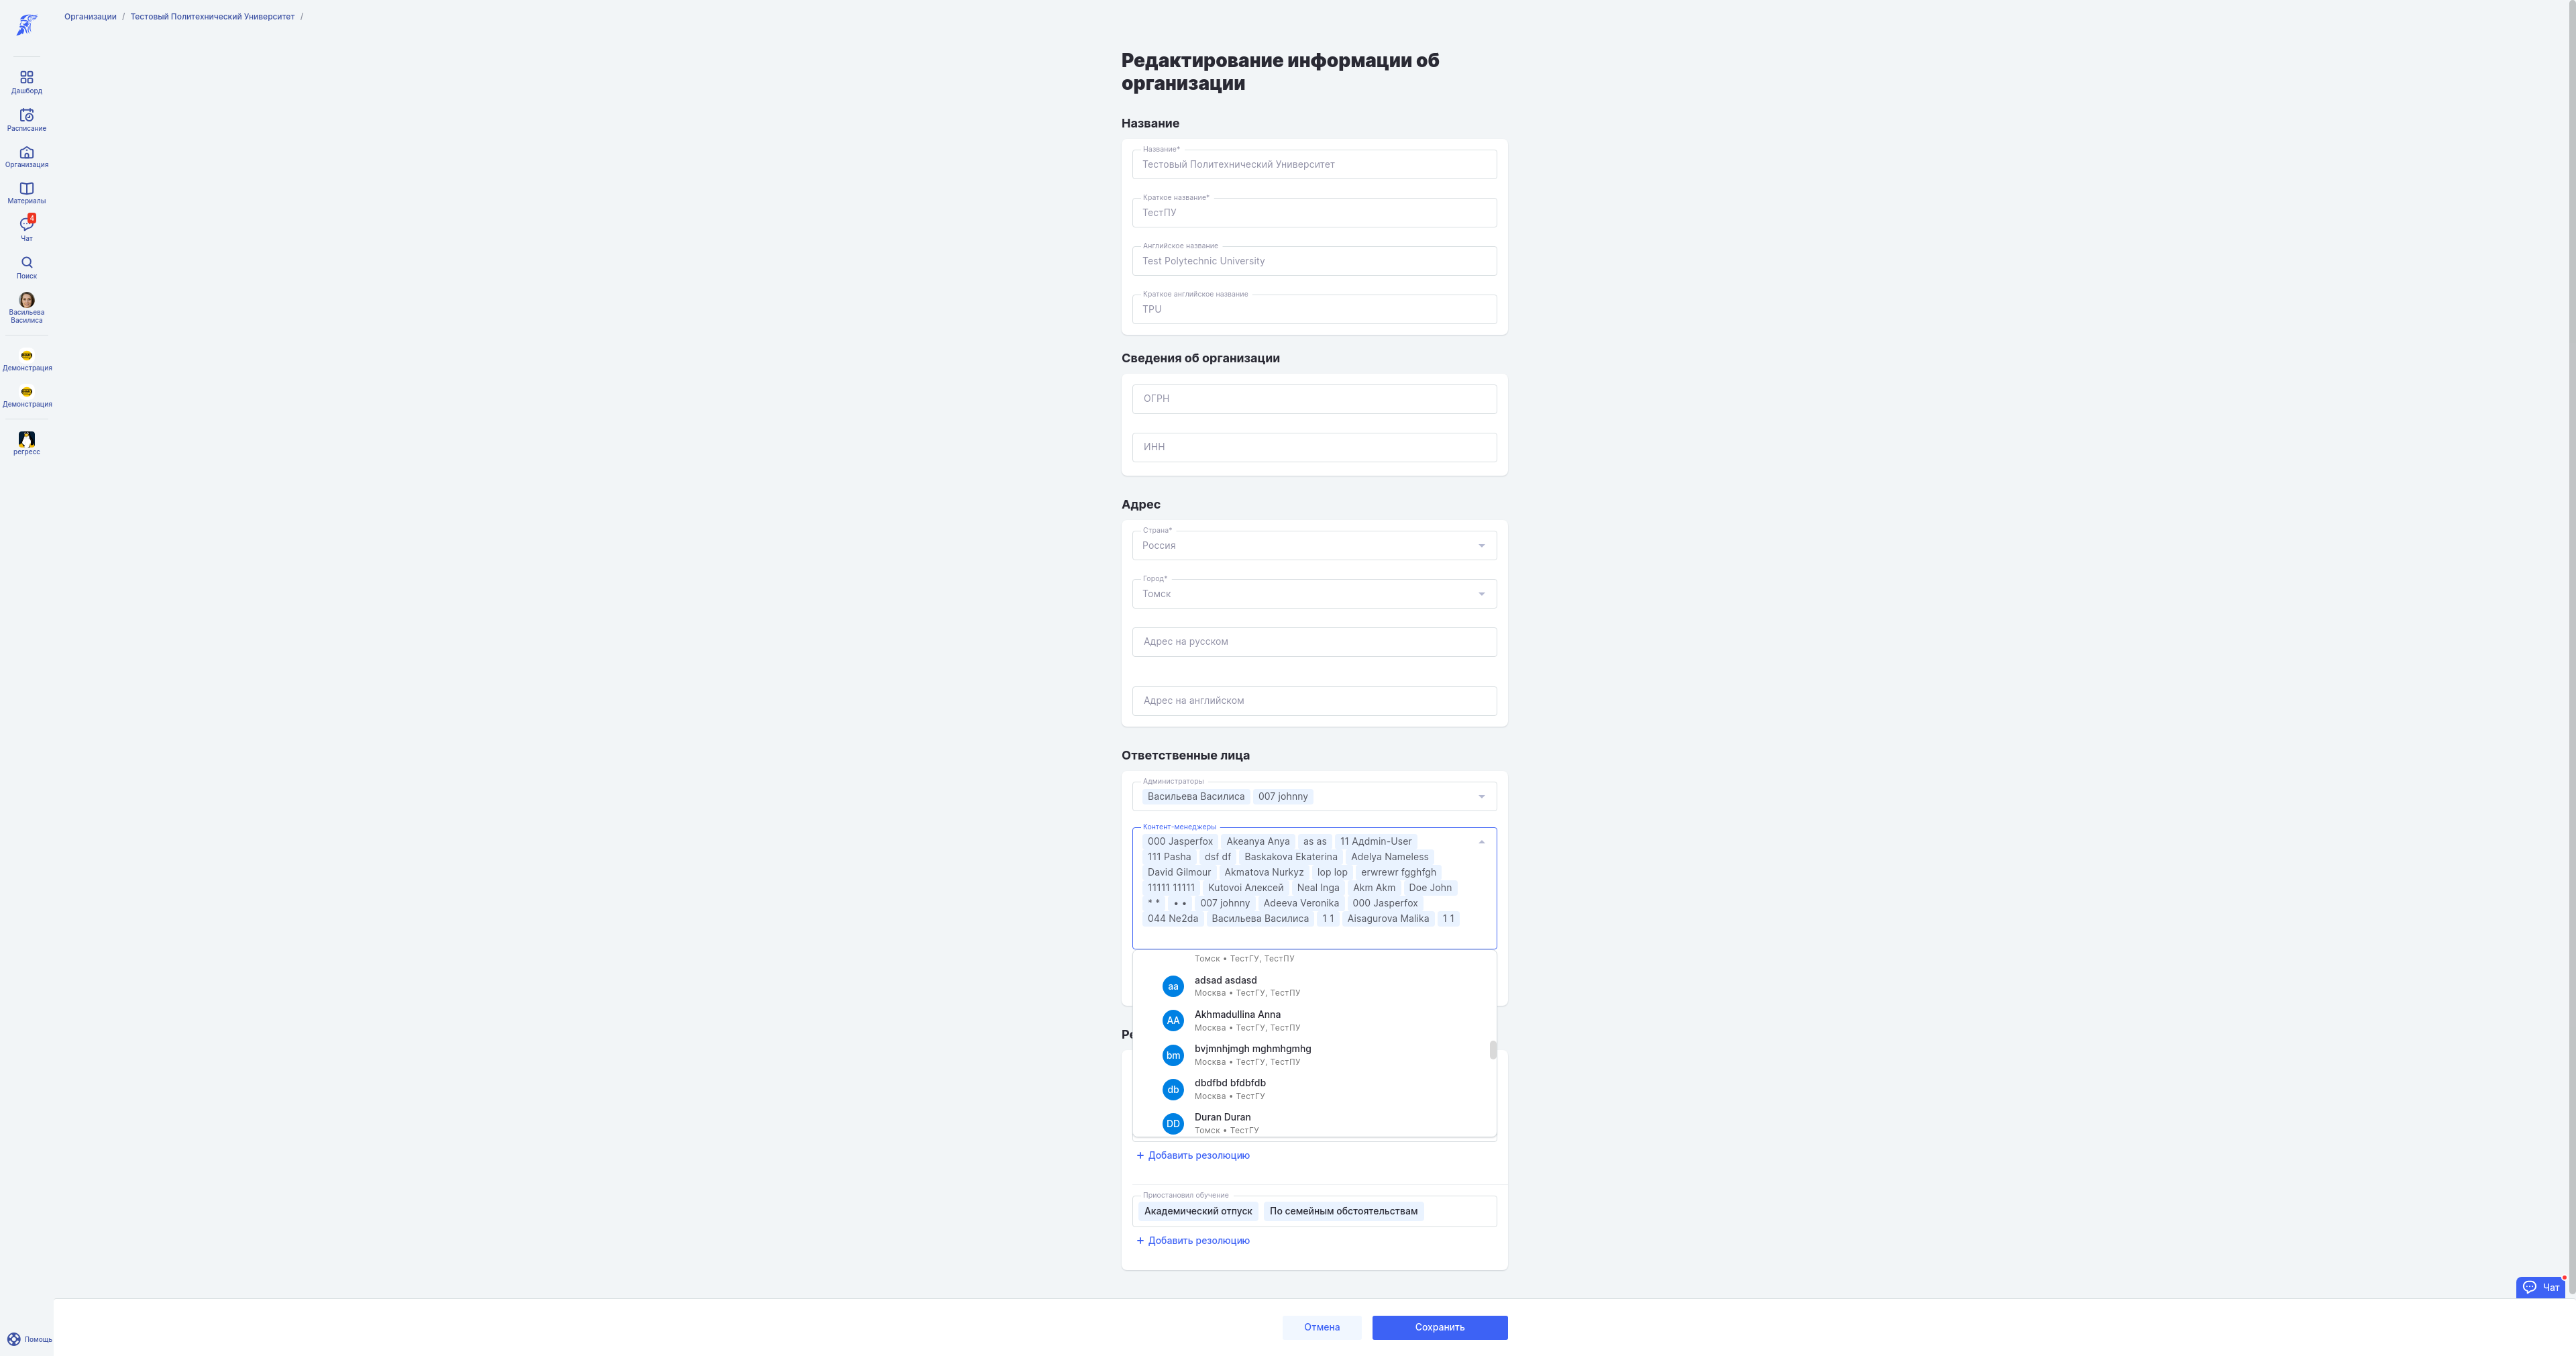 Организации / Тестовый Политехнический Университет /
Дашборд
Расписание
Организация
Материалы
4
Чат
Поиск
Васильева
Василиса
Демонстрация
Демонстрация
регресс
Помощь
Редактирование информации об
организации
Название
Название*
Тестовый Политехнический Университет
Краткое название*
ТестПУ
Английское название
Test Polytechnic University
Краткое английское название
TPU
Сведения об организации
ОГРН
ИНН
Адрес
Страна*
Россия
Город*
Томск
Адрес на русском
Адрес на английском
Ответственные лица
Администраторы
Васильева Василиса 007 johnny
Контент-менеджеры
000 Jasperfox Akeanya Anya as as 11 Aдdmin-User
111 Pasha dsf df Baskakova Ekaterina Adelya Nameless
David Gilmour Akmatova Nurkyz lop lop erwrewr fgghfgh
11111 11111 Kutovoi Алексей Neal Inga Akm Akm Doe John
* * • • 007 johnny Adeeva Veronika 000 Jasperfox
044 Ne2da Васильева Василиса 1 1 Aisagurova Malika 1 1
Томск • ТестГУ, ТестПУ
aa adsad asdasd
Москва • ТестГУ, ТестПУ
AA Akhmadullina Anna
Москва • ТестГУ, ТестПУ
bm bvjmnhjmgh mghmhgmhg
Москва • ТестГУ, ТестПУ
db dbdfbd bfdbfdb
Москва • ТестГУ
DD Duran Duran
Томск • ТестГУ
+ Добавить резолюцию
Приостановил обучение
Академический отпуск По семейным обстоятельствам
+ Добавить резолюцию
Чат
Отмена Сохранить